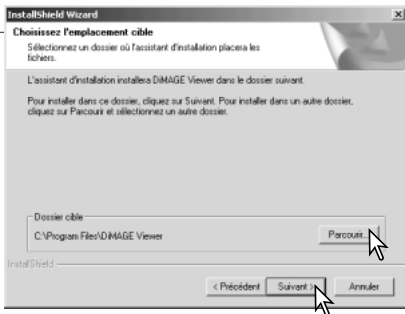 InstallShield Wizard
Choisissez l'emplacement cible
Sélectionnez un dossier où l'assistant d'installation placera les
fichiers.
L'assistant d'installation installera DiMAGE Viewer dans le dossier suivant.
Pour installer dans ce dossier, cliquez sur Suivant. Pour installer dans un autre dossier,
cliquez sur Parcourir et sélectionnez un autre dossier.
Dossier cible
C:\Program Files\DiMAGE Viewer
Parcourir...
InstallShield
< Précédent
Suivant >
Annuler